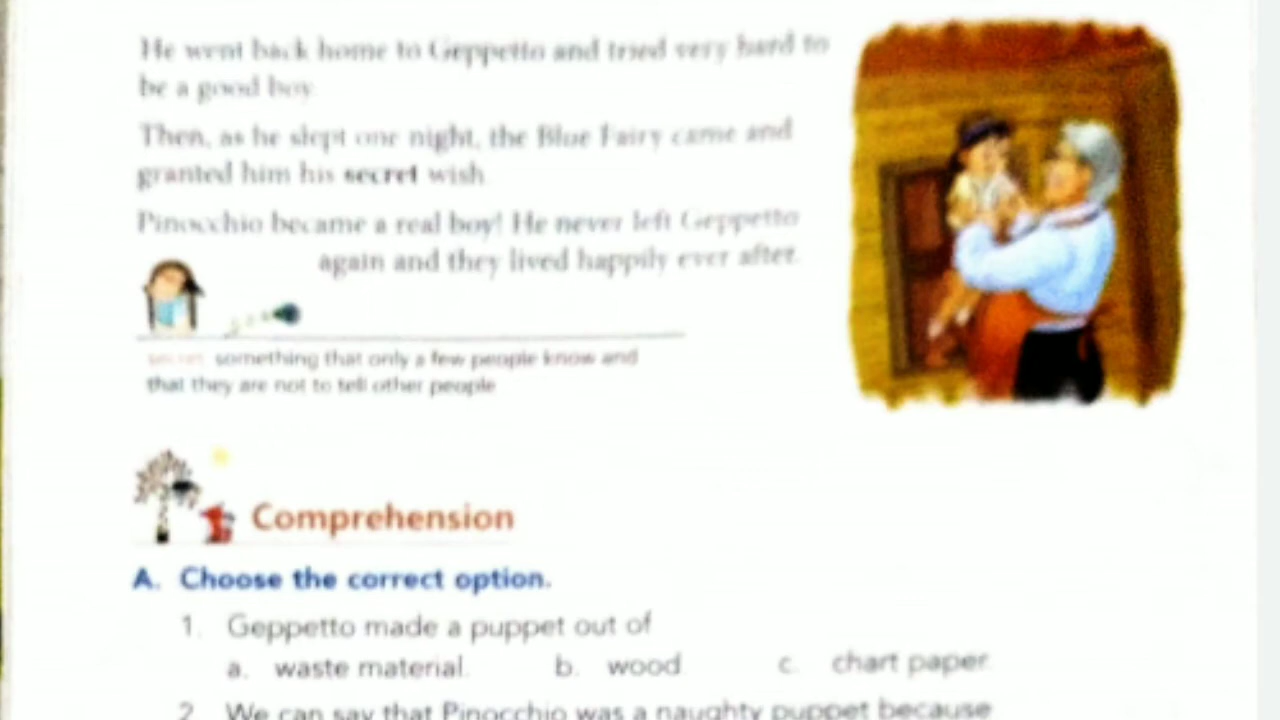 He went back home to Geppetto and tried very hard to
be a good boy.
Then, as he slept one night, the Blue Fairy came and
granted him his secret wish.
Pinocchio became a real boy! He never left Geppetto
again and they lived happily ever after.
secret something that only a few people know and
that they are not to tell other people
Comprehension
A. Choose the correct option.
1. Geppetto made a puppet out of
a. waste material. b. wood c. chart paper.
2. We can say that Pinocchio was a naughty puppet because